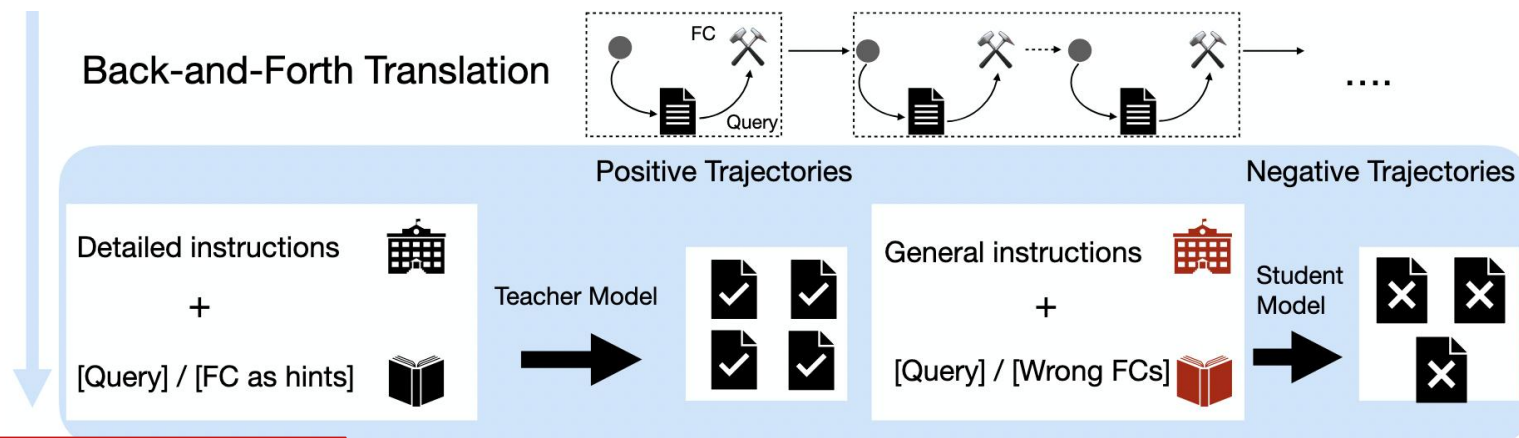 FC
Back-and-Forth Translation
Query
....
Positive Trajectories
Negative Trajectories
Detailed instructions
+
[Query] / [FC as hints]
Teacher Model
General instructions
+
[Query] / [Wrong FCs]
Student
Model